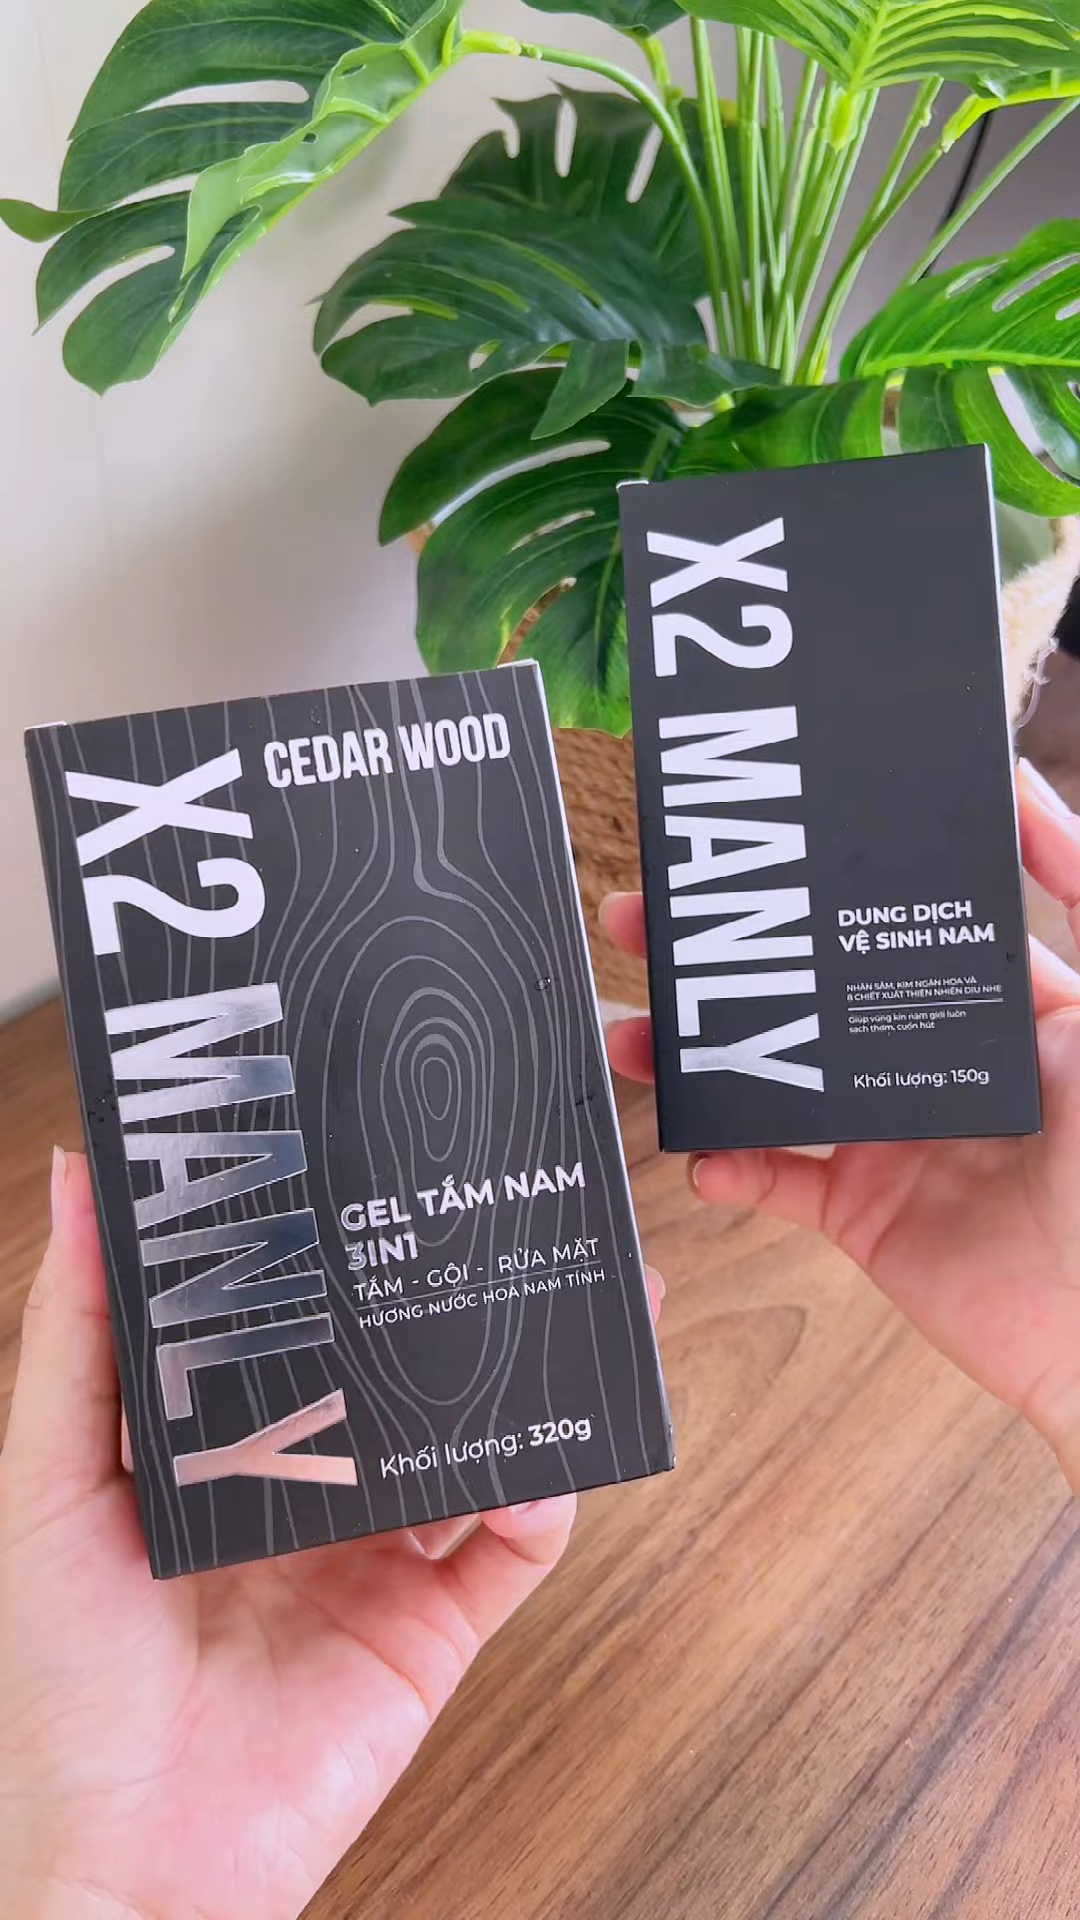 CEDAR WOOD
X2 MANLY
GEL TẮM NAM
3IN1
TẮM - GỘI - RỬA MẶT
HƯƠNG NƯỚC HOA NAM TÍNH
Khối lượng: 320g
X2 MANLY
DUNG DỊCH
VỆ SINH NAM
NHÂN SÂM, KIM NGÂN HOA VÀ
8 CHIẾT XUẤT THIÊN NHIÊN DỊU NHẸ
Giúp vùng kín nam giới luôn
sạch thơm, cuốn hút
Khối lượng: 150g